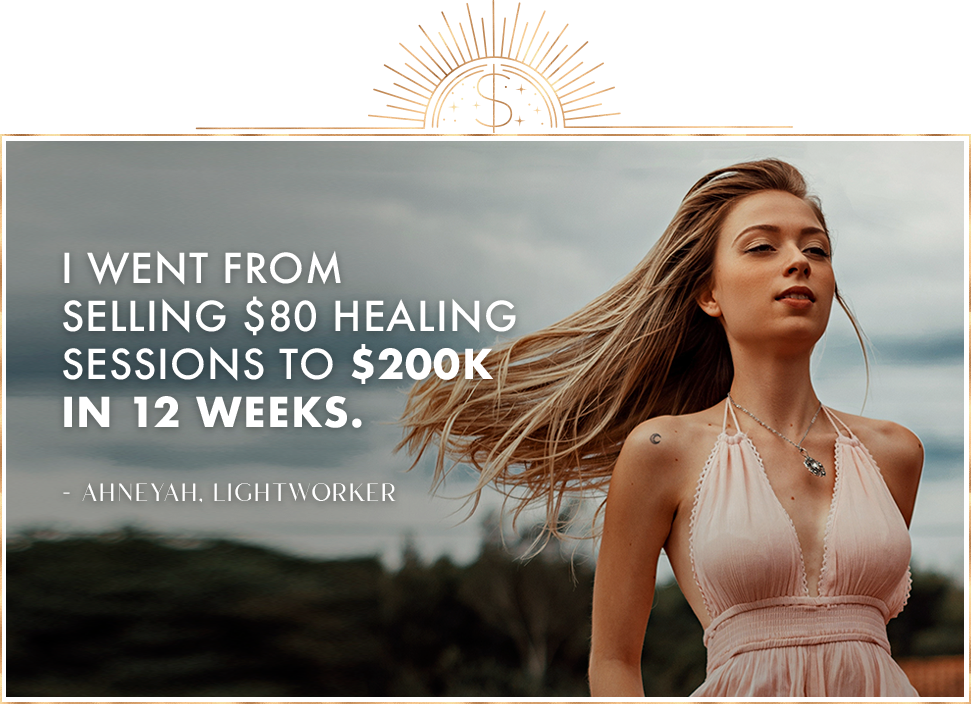 $
I WENT FROM
SELLING $80 HEALING
SESSIONS TO $200K
IN 12 WEEKS.
- AHNEYAH, LIGHTWORKER